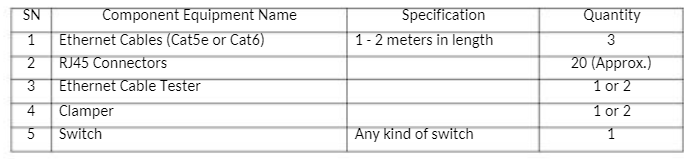 SN Component Equipment Name Specification Quantity
1 Ethernet Cables (Cat5e or Cat6) 1 - 2 meters in length 3
2 RJ45 Connectors 20 (Approx.)
3 Ethernet Cable Tester 1 or 2
4 Clamper 1 or 2
5 Switch Any kind of switch 1